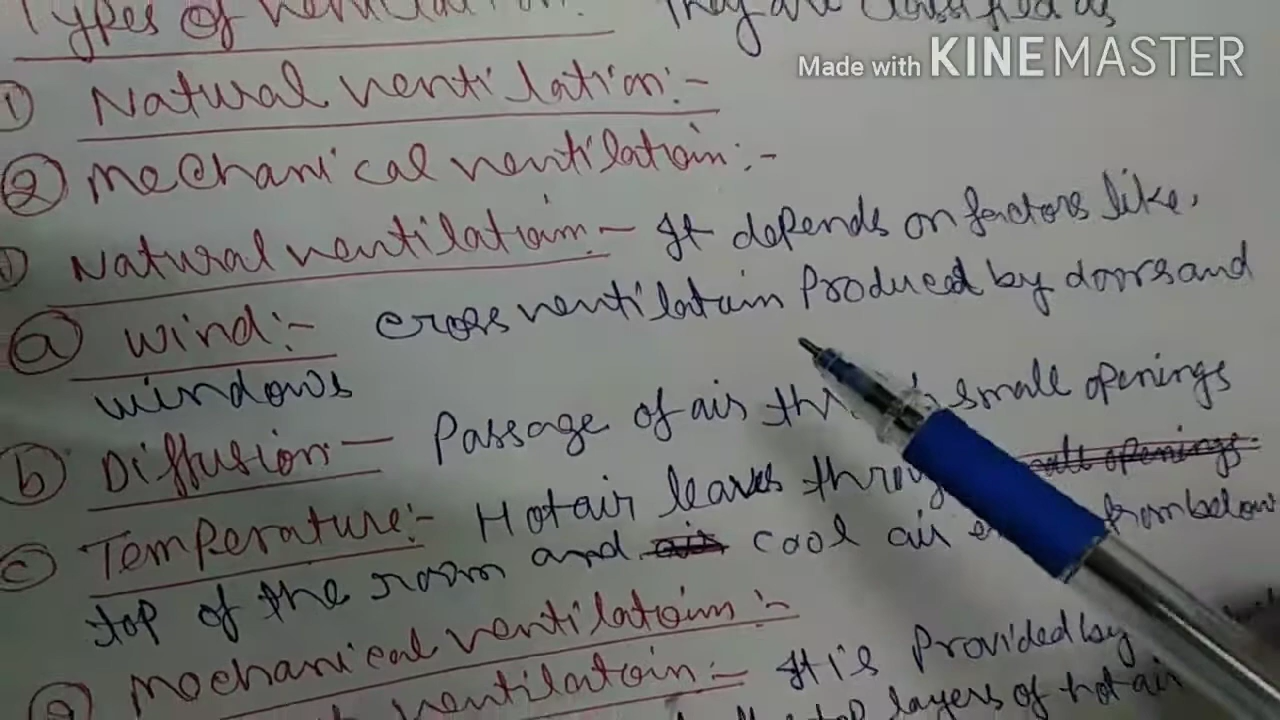 Types of ventilation:- They are classified as
Made with KINEMASTER
① Natural ventilation:-
② Mechanical ventilation:-
① Natural ventilation - It depends on factors like,
ⓐ wind:- cross ventilation Produced by doors and
windows
ⓑ Diffusion - Passage of air small openings
ⓒ Temperature:- Hot air leaves
top of the room and cool air from below
Mechanical ventilation:-
ⓐ ventilation:- It is Provided by
top layers of hot air